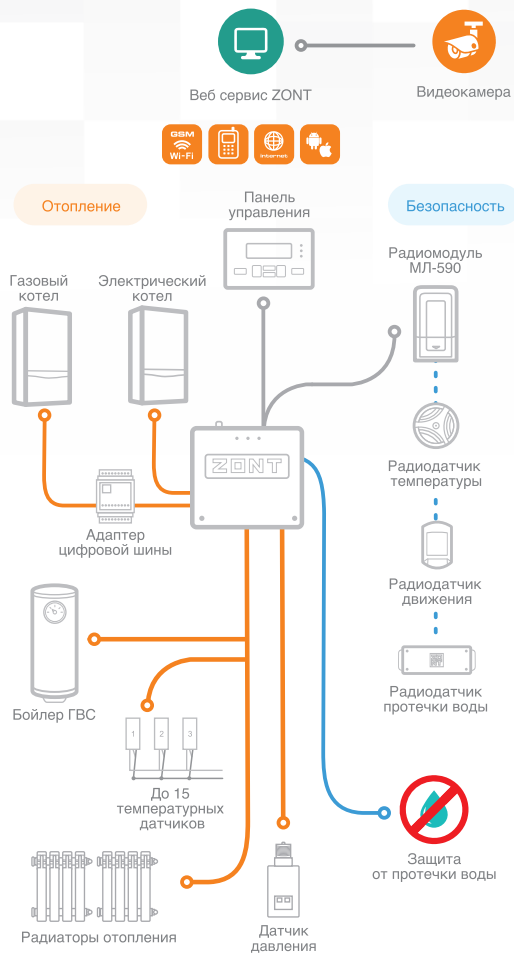 Веб сервис ZONT
Видеокамера
GSM
Wi-Fi
Internet
Отопление
Панель
управления
Безопасность
Газовый
котел
Электрический
котел
Радиомодуль
МЛ-590
ZONT
Радиодатчик
температуры
Адаптер
цифровой шины
Радиодатчик
движения
Бойлер ГВС
Радиодатчик
протечки воды
1 2 3
До 15
температурных
датчиков
Защита
от протечки воды
Радиаторы отопления
Датчик
давления